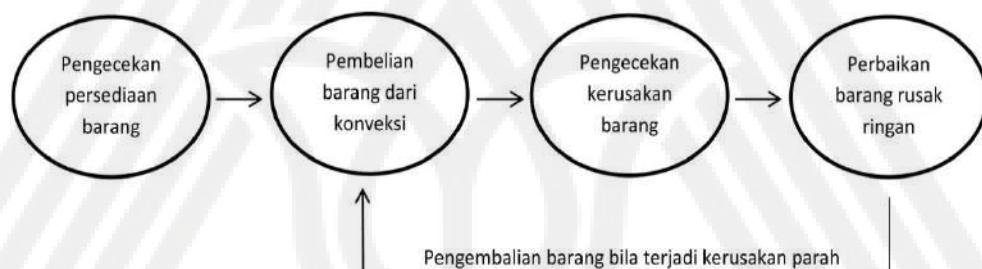 Pengecekan
persediaan
barang
Pembelian
barang dari
konveksi
Pengecekan
kerusakan
barang
Perbaikan
barang rusak
ringan
Pengembalian barang bila terjadi kerusakan parah